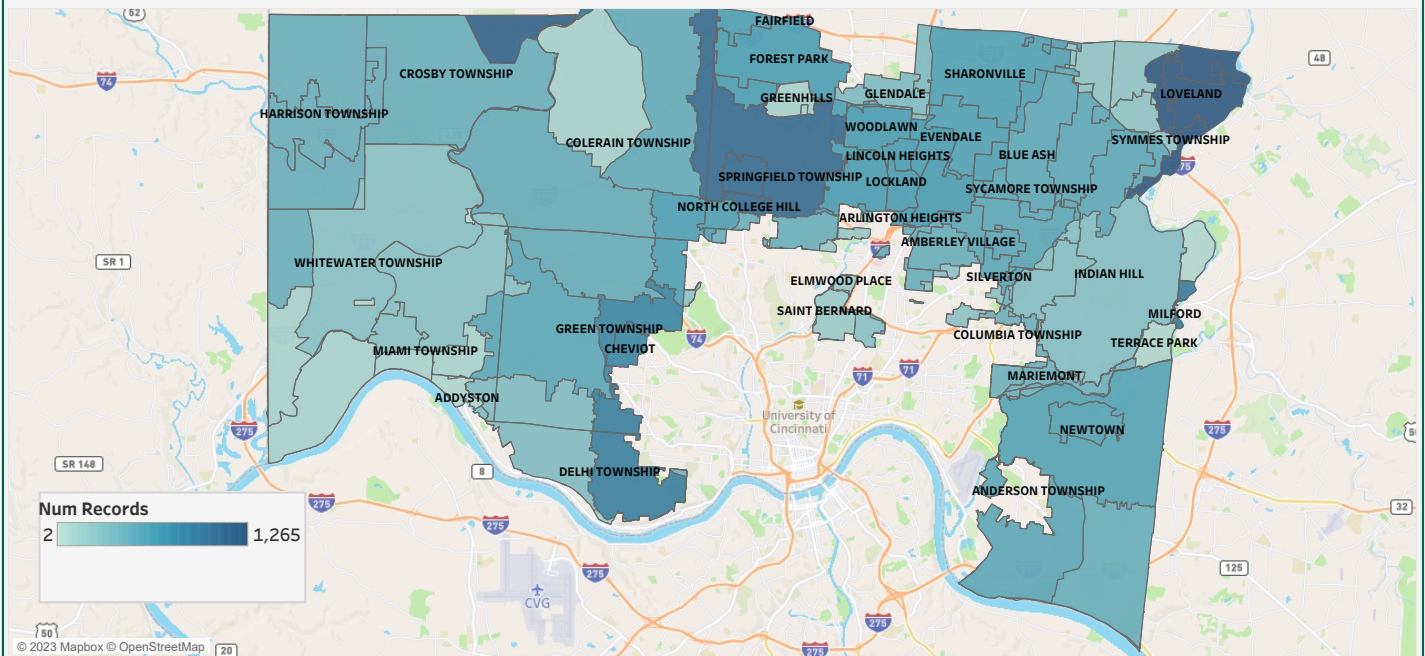 52
FAIRFIELD
48
FOREST PARK
CROSBY TOWNSHIP
SHARONVILLE
74
GLENDALE
LOVELAND
GREENHILLS
HARRISON TOWNSHIP
WOODLAWN
EVENDALE
SYMMES TOWNSHIP
COLERAIN TOWNSHIP
LINCOLN HEIGHTS
BLUE ASH
75
SPRINGFIELD TOWNSHIP
LOCKLAND
SYCAMORE TOWNSHIP
NORTH COLLEGE HILL
ARLINGTON HEIGHTS
AMBERLEY VILLAGE
SR 1
WHITEWATER TOWNSHIP
INDIAN HILL
SILVERTON
ELMWOOD PLACE
SAINT BERNARD
MILFORD
GREEN TOWNSHIP
COLUMBIA TOWNSHIP
74
TERRACE PARK
CHEVIOT
MIAMI TOWNSHIP
71
71
MARIEMONT
ADDYSTON
University of
Cincinnati
275
NEWTOWN
275
SR 148
8
DELHI TOWNSHIP
ANDERSON TOWNSHIP
275
32
Num Records
275
2
1,265
125
275
CVG
275
50
© 2023 Mapbox © OpenStreetMap
20
275